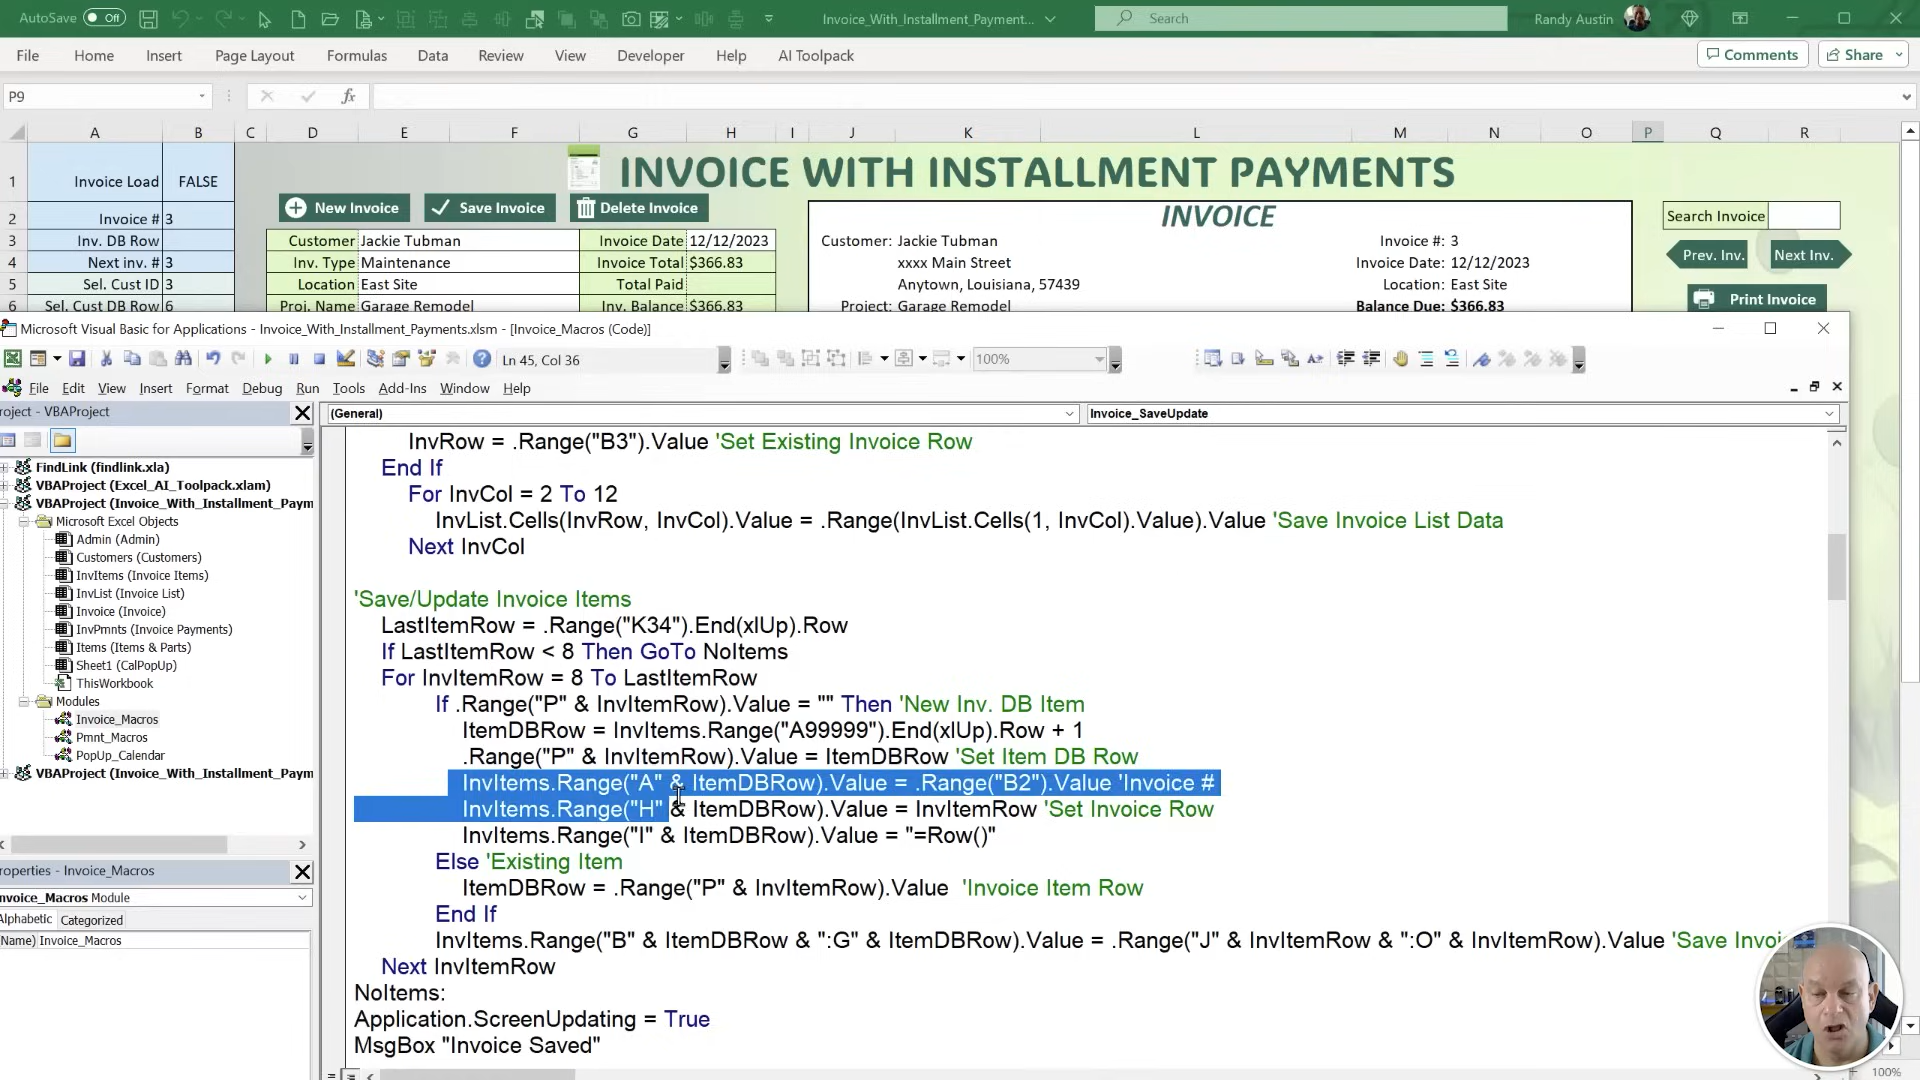 AutoSave Off
Invoice_With_Installment_Payment...
Search
Randy Austin
File Home Insert Page Layout Formulas Data Review View Developer Help AI Toolpack
Comments Share
P9
fx
A B C D E F G H I J K L M N O P Q R
1 Invoice Load FALSE
INVOICE WITH INSTALLMENT PAYMENTS
New Invoice Save Invoice Delete Invoice
2 Invoice # 3
INVOICE
Search Invoice
3 Inv. DB Row Customer Jackie Tubman Invoice Date 12/12/2023 Customer: Jackie Tubman Invoice #: 3
Prev. Inv. Next Inv.
4 Next inv. # 3 Inv. Type Maintenance Invoice Total $366.83 xxxx Main Street Invoice Date: 12/12/2023
5 Sel. Cust ID 3 Location East Site Total Paid Anytown, Louisiana, 57439 Location: East Site
6 Sel. Cust DB Row 6 Proj. Name Garage Remodel Inv. Balance $366.83 Project: Garage Remodel Balance Due: $366.83
Print Invoice
Microsoft Visual Basic for Applications - Invoice_With_Installment_Payments.xlsm - [Invoice_Macros (Code)]
Ln 45, Col 36
100%
File Edit View Insert Format Debug Run Tools Add-Ins Window Help
roject - VBAProject
(General)
Invoice_SaveUpdate
FindLink (findlink.xla)
VBAProject (Excel_AI_Toolpack.xlam)
VBAProject (Invoice_With_Installment_Paym
Microsoft Excel Objects
Admin (Admin)
Customers (Customers)
InvItems (Invoice Items)
InvList (Invoice List)
Invoice (Invoice)
InvPmnts (Invoice Payments)
Items (Items & Parts)
Sheet1 (CalPopUp)
ThisWorkbook
Modules
Invoice_Macros
Pmnt_Macros
PopUp_Calendar
VBAProject (Invoice_With_Installment_Paym
roperties - Invoice_Macros
nvoice_Macros Module
Alphabetic Categorized
Name) Invoice_Macros
InvRow = .Range("B3").Value 'Set Existing Invoice Row
End If
For InvCol = 2 To 12
InvList.Cells(InvRow, InvCol).Value = .Range(InvList.Cells(1, InvCol).Value).Value 'Save Invoice List Data
Next InvCol
'Save/Update Invoice Items
LastItemRow = .Range("K34").End(xlUp).Row
If LastItemRow < 8 Then GoTo NoItems
For InvItemRow = 8 To LastItemRow
If .Range("P" & InvItemRow).Value = "" Then 'New Inv. DB Item
ItemDBRow = InvItems.Range("A99999").End(xlUp).Row + 1
.Range("P" & InvItemRow).Value = ItemDBRow 'Set Item DB Row
InvItems.Range("A" & ItemDBRow).Value = .Range("B2").Value 'Invoice #
InvItems.Range("H" & ItemDBRow).Value = InvItemRow 'Set Invoice Row
InvItems.Range("I" & ItemDBRow).Value = "=Row()"
Else 'Existing Item
ItemDBRow = .Range("P" & InvItemRow).Value 'Invoice Item Row
End If
InvItems.Range("B" & ItemDBRow & ":G" & ItemDBRow).Value = .Range("J" & InvItemRow & ":O" & InvItemRow).Value 'Save Invoi
Next InvItemRow
NoItems:
Application.ScreenUpdating = True
MsgBox "Invoice Saved"
100%